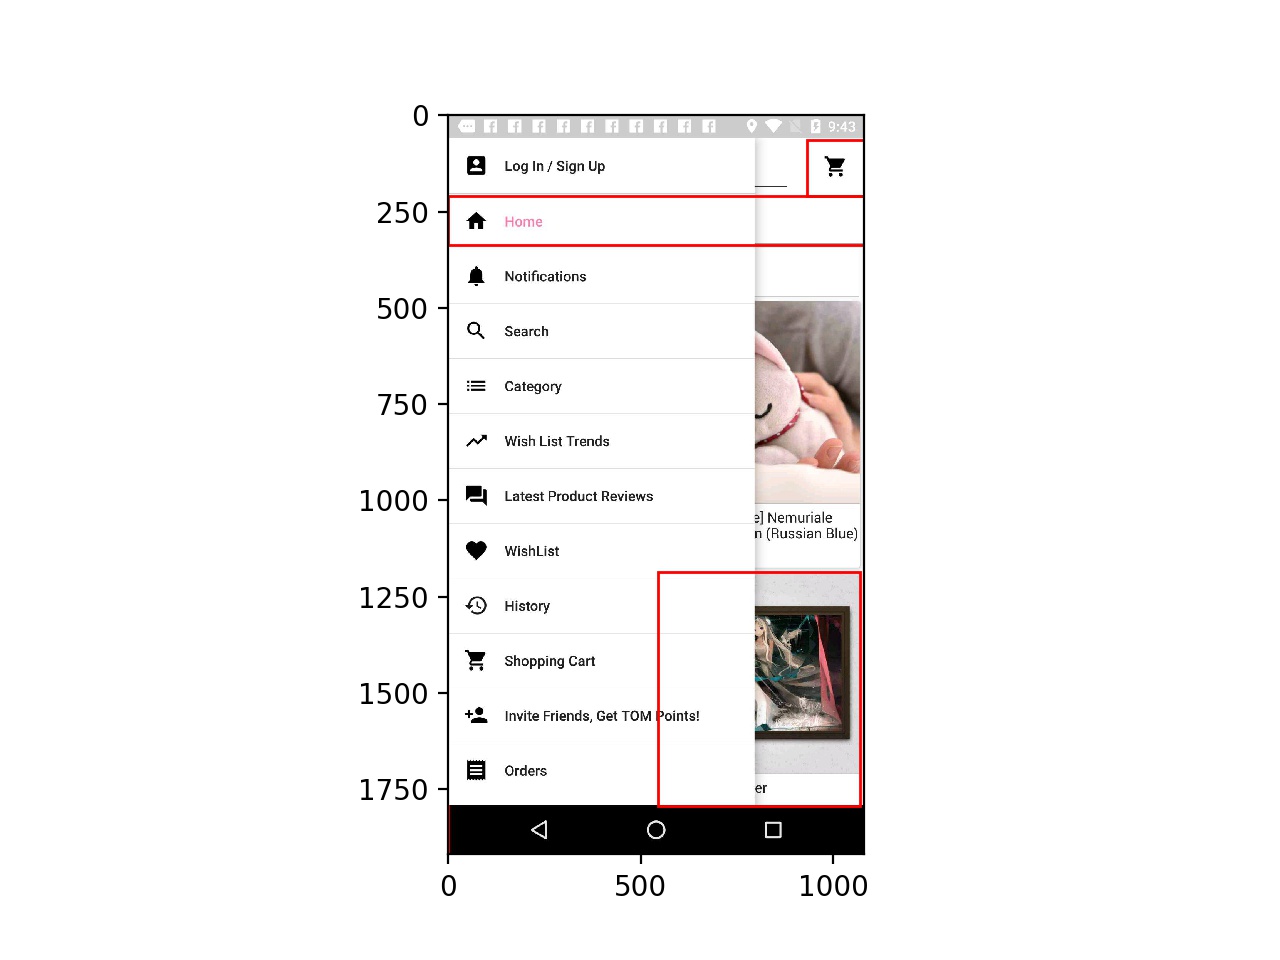 0
9:43
Log In / Sign Up
250
Home
Notifications
500
Search
750
Category
Wish List Trends
1000
Latest Product Reviews
e] Nemuriale
n (Russian Blue)
WishList
1250
History
Shopping Cart
1500
Invite Friends, Get TOM Points!
Orders
1750
er
0
500
1000